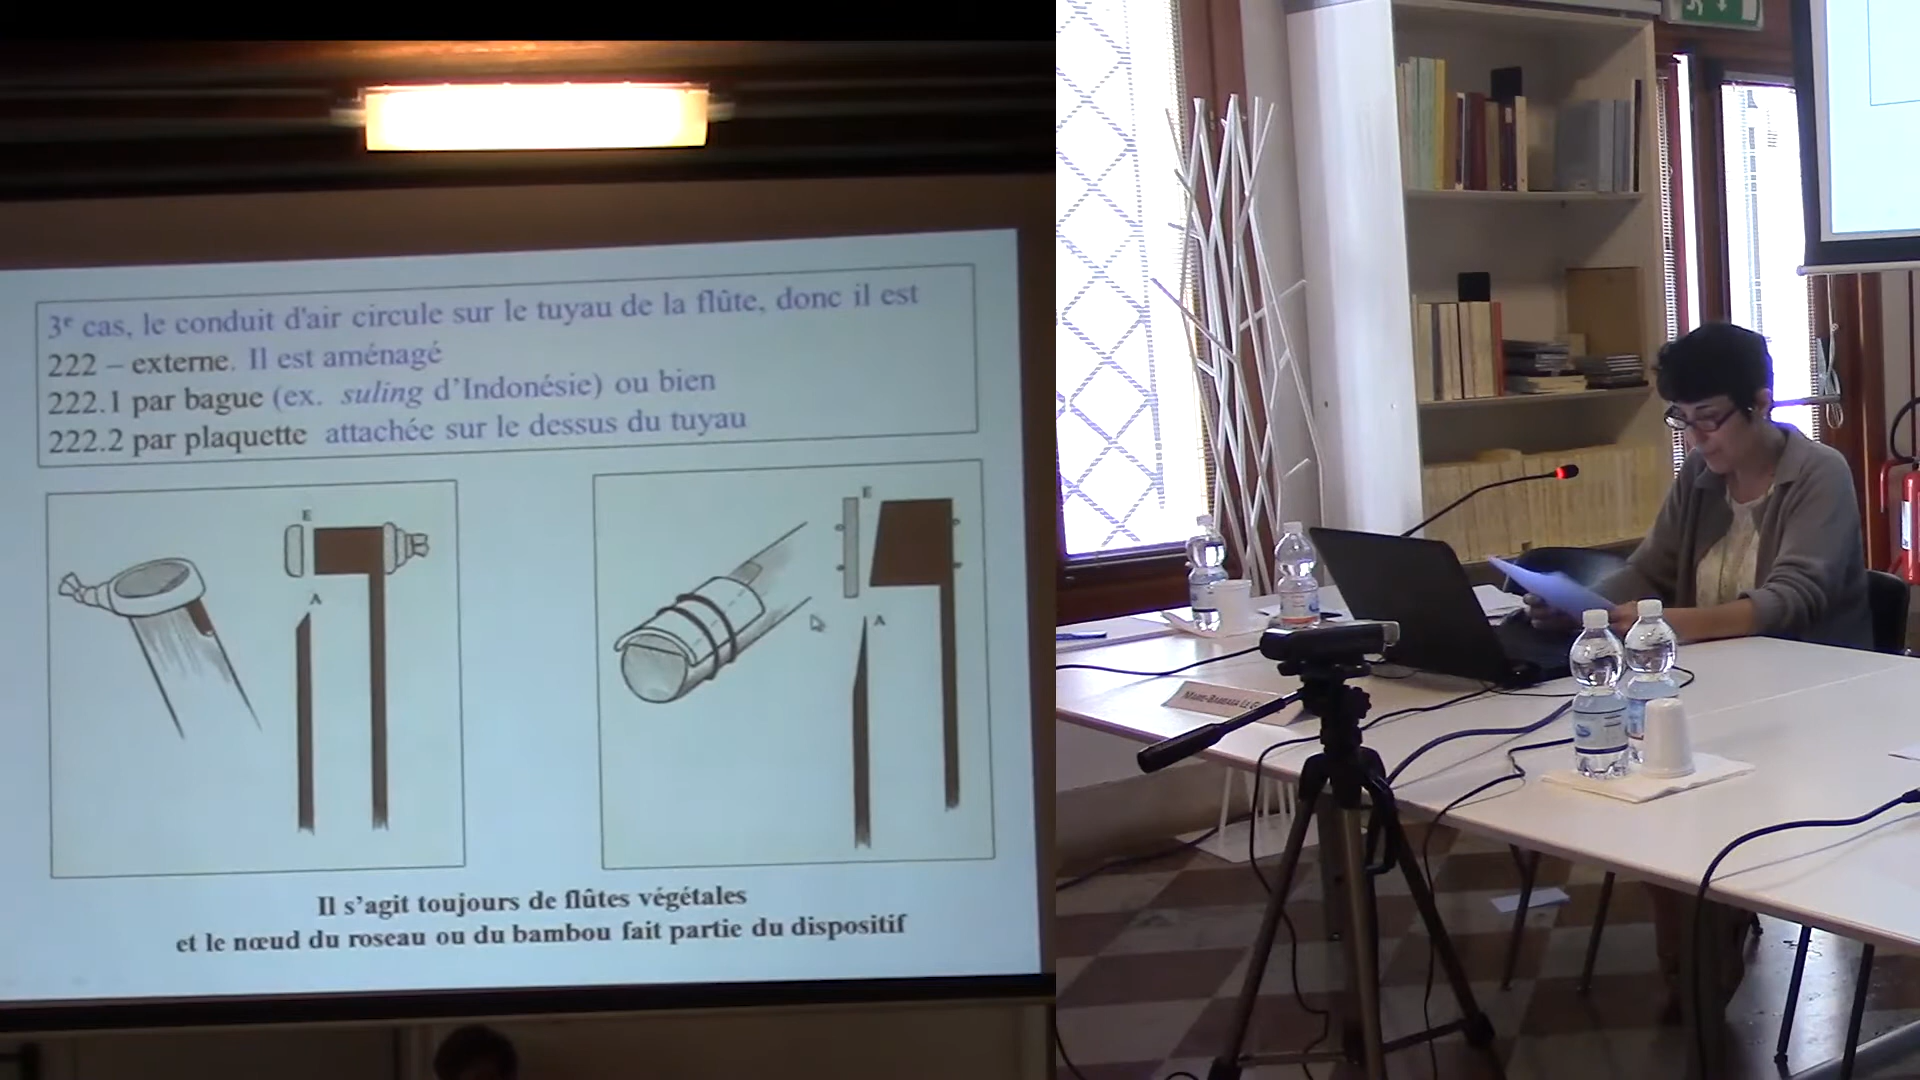 3e cas, le conduit d'air circule sur le tuyau de la flûte, donc il est
222 – externe. Il est aménagé
222.1 par bague (ex. suling d'Indonésie) ou bien
222.2 par plaquette attachée sur le dessus du tuyau
E
A
E
A
Il s'agit toujours de flûtes végétales
et le nœud du roseau ou du bambou fait partie du dispositif
Marie-Barbara Le